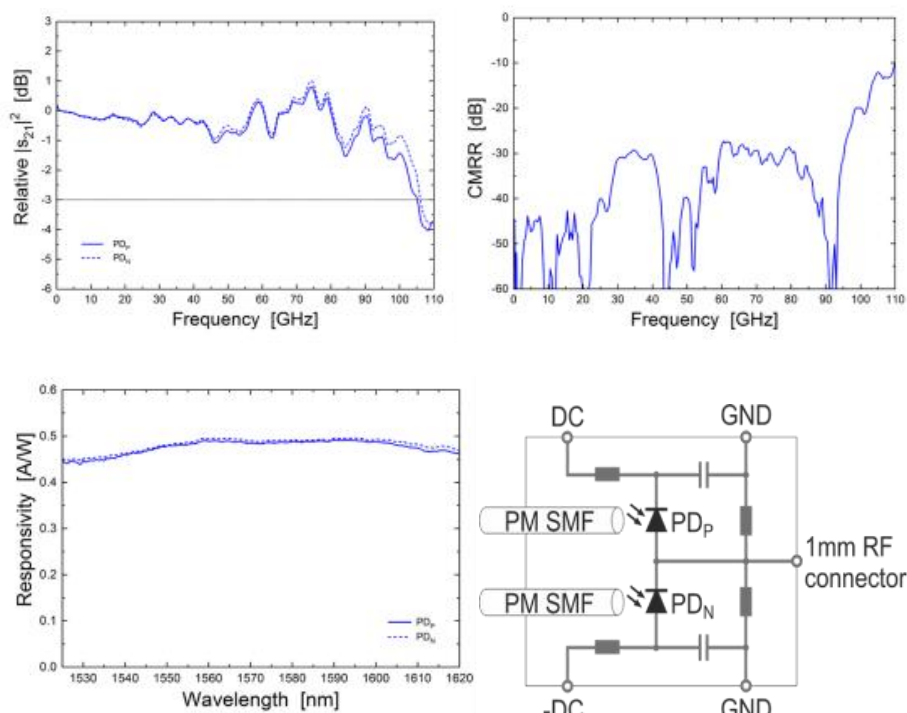 3
2
1
0
-1
-2
-3
-4
-5
-6
Relative |s21|² [dB]
PDP
PDN
0 10 20 30 40 50 60 70 80 90 100 110
Frequency [GHz]
-10
-20
-30
-40
-50
-60
CMRR [dB]
0 10 20 30 40 50 60 70 80 90 100 110
Frequency [GHz]
0.6
0.5
0.4
0.3
0.2
0.1
0.0
Responsivity [A/W]
PDP
PDN
1530 1540 1550 1560 1570 1580 1590 1600 1610 1620
Wavelength [nm]
DC GND
PM SMF PDP
1mm RF
connector
PM SMF PDN
-DC GND